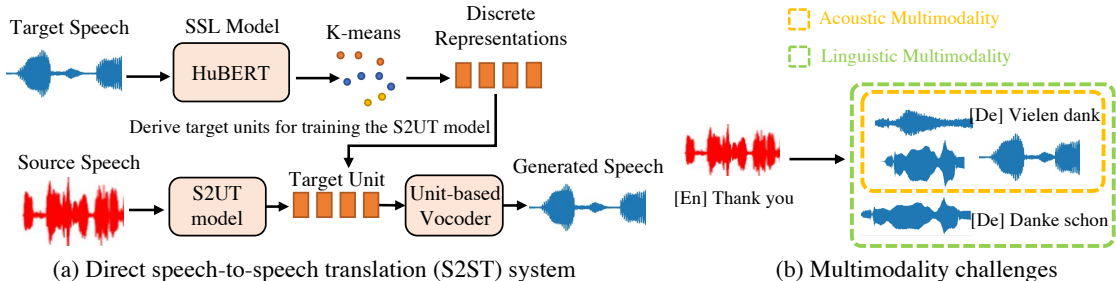 Target Speech
SSL Model
HuBERT
K-means
Discrete
Representations
Derive target units for training the S2UT model
Source Speech
S2UT
model
Target Unit
Unit-based
Vocoder
Generated Speech
(a) Direct speech-to-speech translation (S2ST) system
Acoustic Multimodality
Linguistic Multimodality
[En] Thank you
[De] Vielen dank
[De] Danke schon
(b) Multimodality challenges